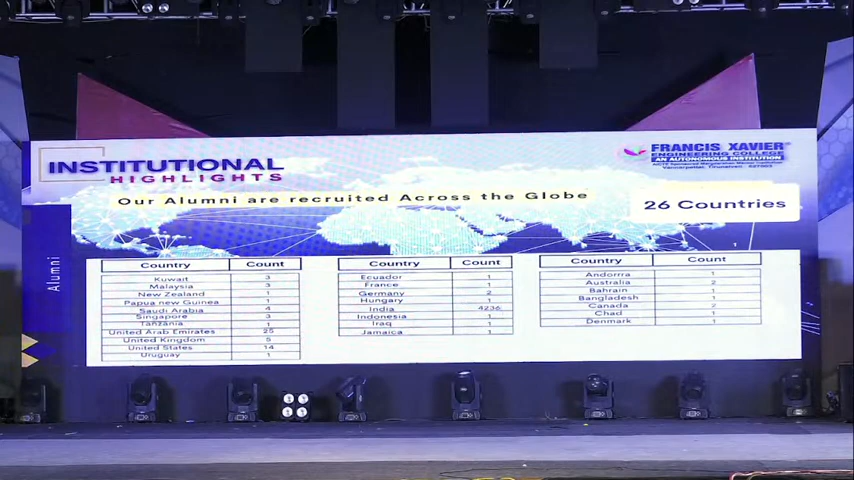 INSTITUTIONAL
HIGHLIGHTS
FRANCIS XAVIER
ENGINEERING COLLEGE
AN AUTONOMOUS INSTITUTION
Our Alumni are recruited Across the Globe
26 Countries
Alumni
Country Count
Kuwait 3
Malaysia 3
New Zealand 1
Papua new Guinea 1
Saudi Arabia 4
Singapore 3
Tanzania 1
United Arab Emirates 25
United Kingdom 5
United States 14
Uruguay 1
Country Count
Ecuador 1
France 1
Germany 2
Hungary 1
India 4236
Indonesia 1
Iraq 1
Jamaica 1
Country Count
Andorrra 1
Australia 2
Bahrain 1
Bangladesh 1
Canada 2
Chad 1
Denmark 1